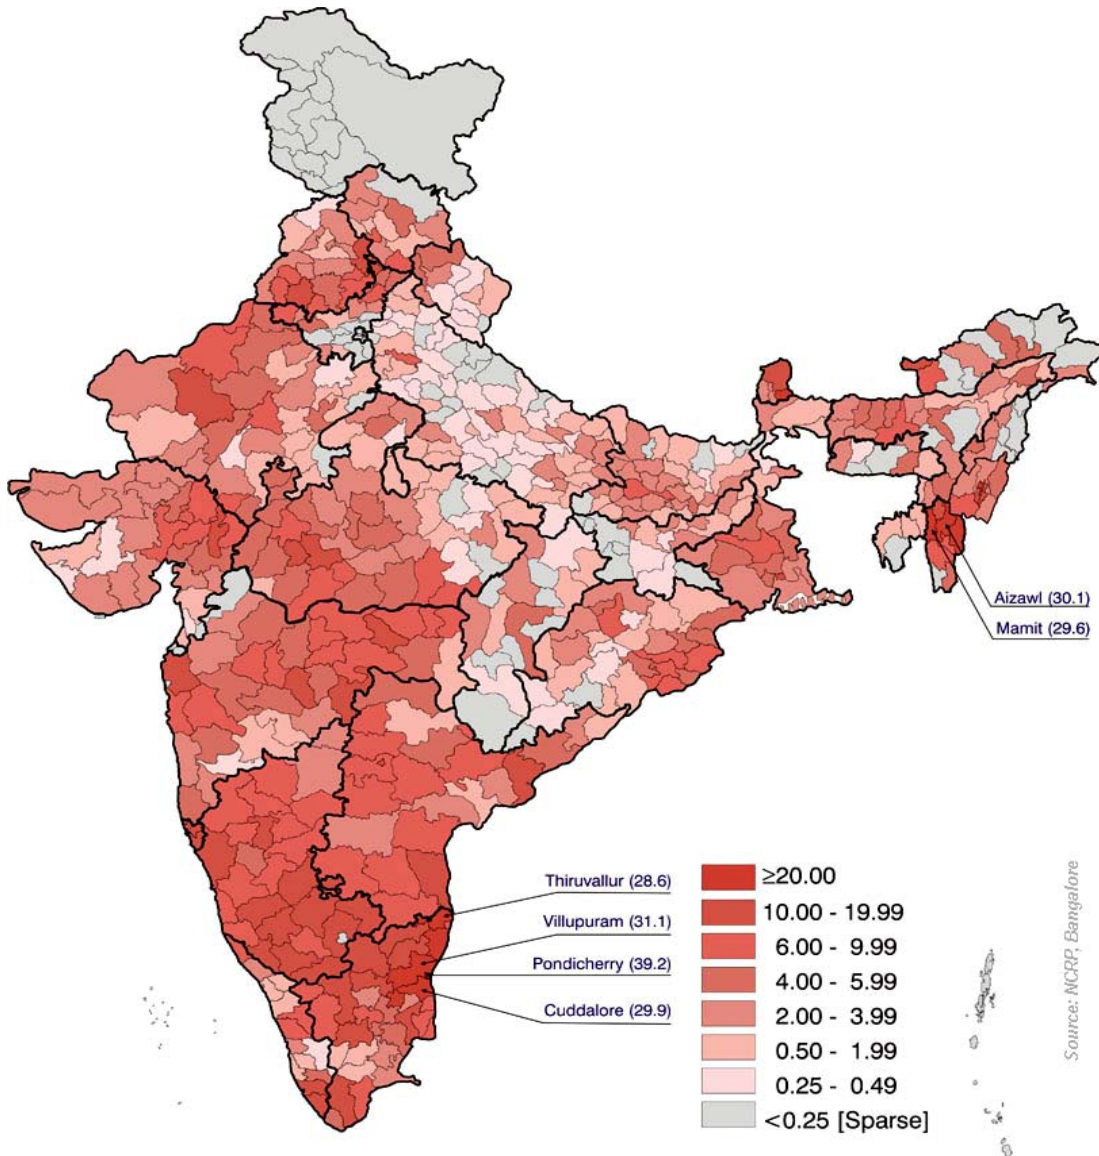 Aizawl (30.1)
Mamit (29.6)
Thiruvallur (28.6)
Villupuram (31.1)
Pondicherry (39.2)
Cuddalore (29.9)
≥20.00
10.00 - 19.99
6.00 - 9.99
4.00 - 5.99
2.00 - 3.99
0.50 - 1.99
0.25 - 0.49
<0.25 [Sparse]
Source: NCRP, Bangalore